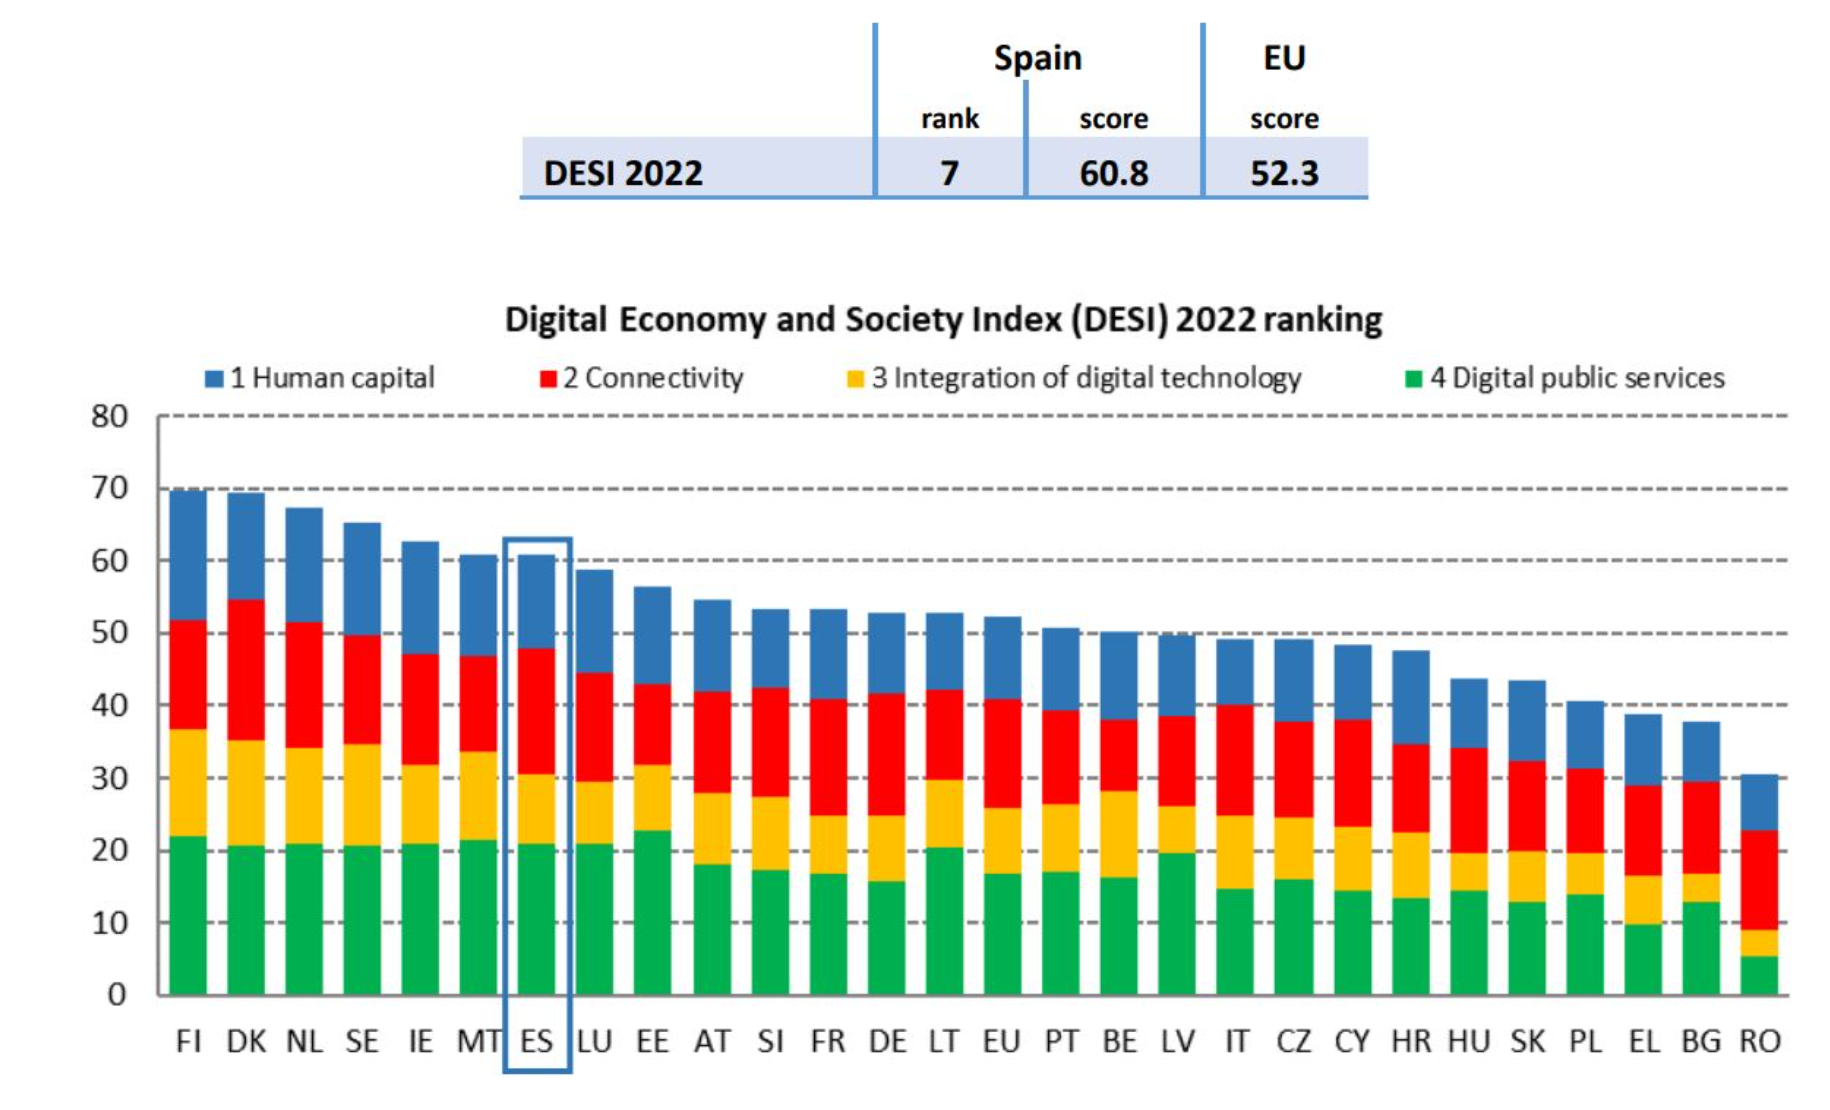 Spain EU
rank score score
DESI 2022 7 60.8 52.3
Digital Economy and Society Index (DESI) 2022 ranking
1 Human capital 2 Connectivity 3 Integration of digital technology 4 Digital public services
80
70
60
50
40
30
20
10
0
FI DK NL SE IE MT ES LU EE AT SI FR DE LT EU PT BE LV IT CZ CY HR HU SK PL EL BG RO